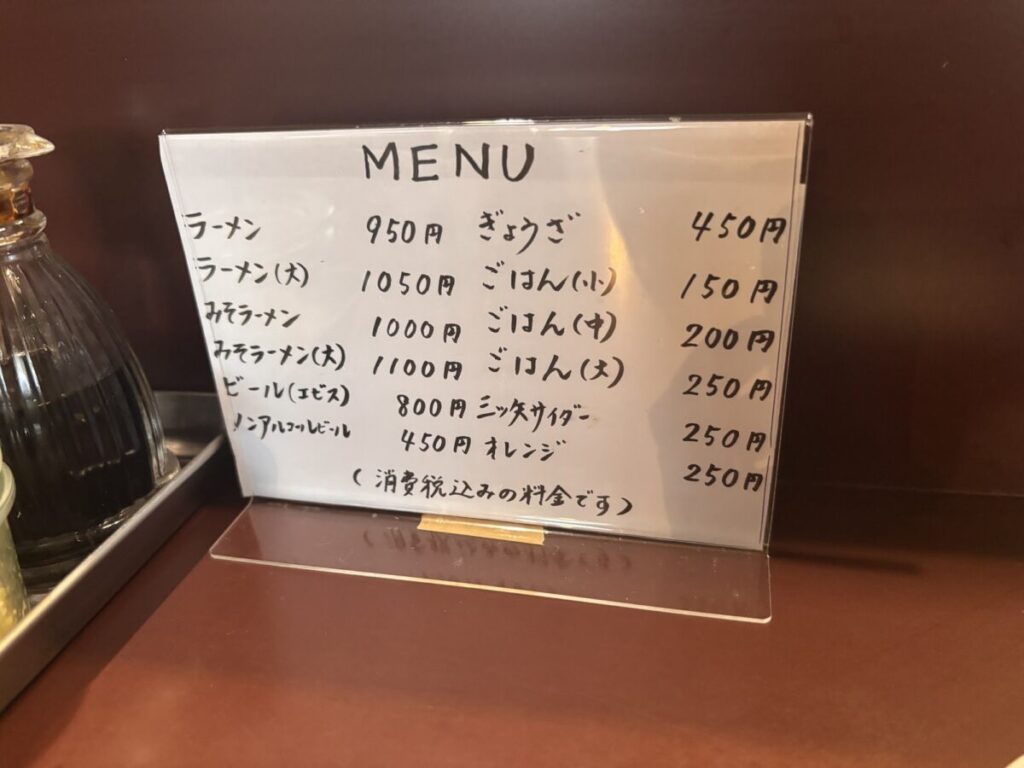 MENU
ラーメン 950円 ぎょうざ 450円
ラーメン(大) 1050円 ごはん(小) 150円
みそラーメン 1000円 ごはん(中) 200円
みそラーメン(大) 1100円 ごはん(大) 250円
ビール(エビス) 800円 三ッ矢サイダー 250円
ノンアルコールビール 450円 オレンジ 250円
(消費税込みの料金です)